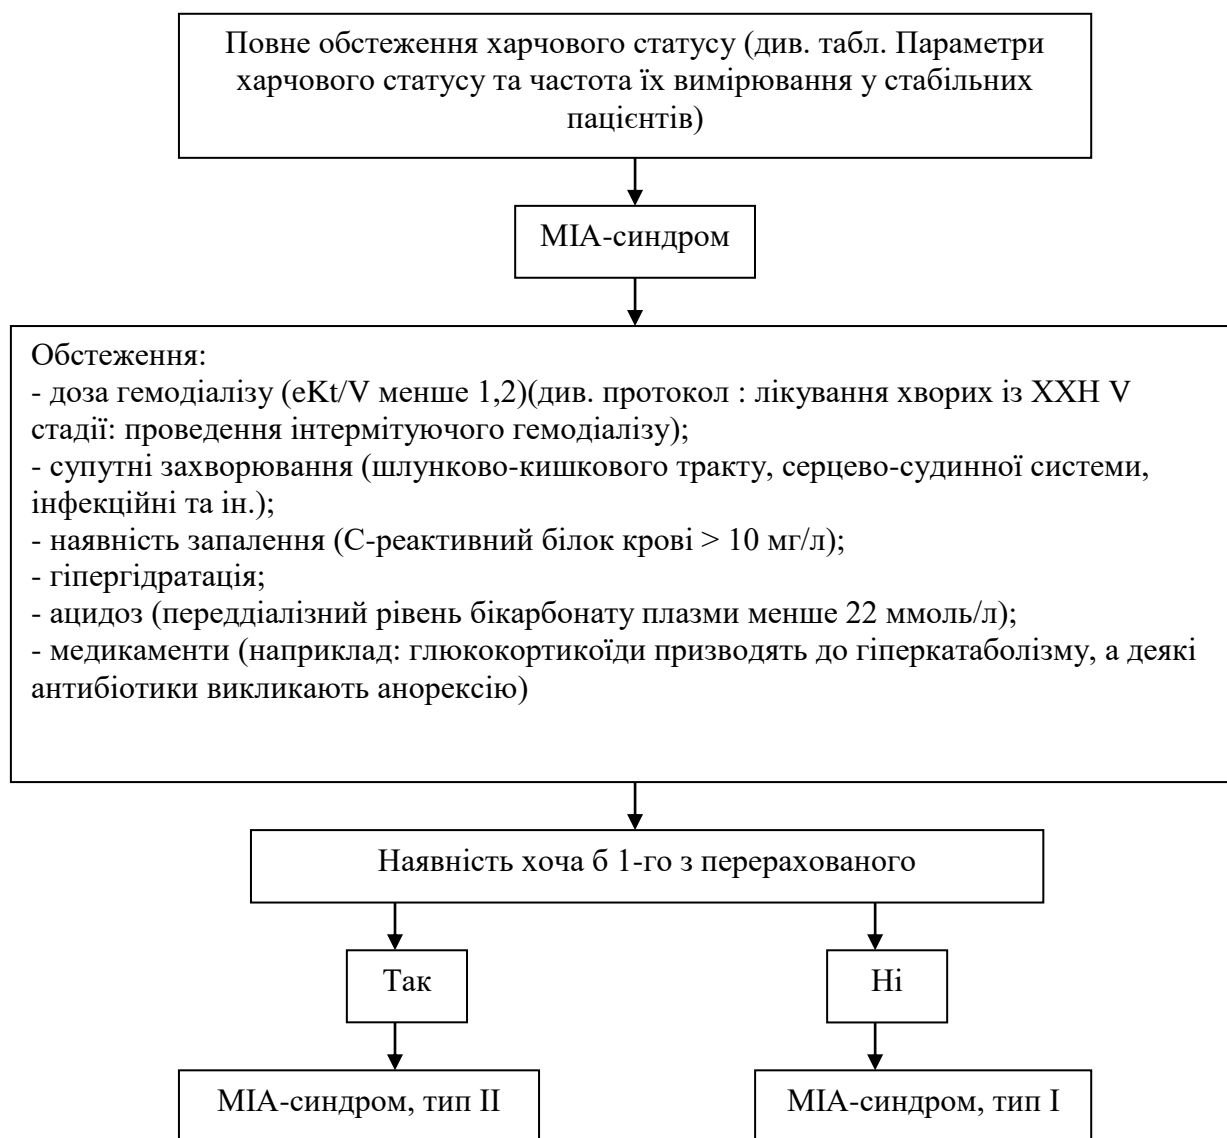 Повне обстеження харчового статусу (див. табл. Параметри
харчового статусу та частота їх вимірювання у стабільних
пацієнтів)
МІА-синдром
Обстеження:
- доза гемодіалізу (eKt/V менше 1,2)(див. протокол : лікування хворих із ХХН V
стадії: проведення інтермітуючого гемодіалізу);
- супутні захворювання (шлунково-кишкового тракту, серцево-судинної системи,
інфекційні та ін.);
- наявність запалення (С-реактивний білок крові > 10 мг/л);
- гіпергідратація;
- ацидоз (переддіалізний рівень бікарбонату плазми менше 22 ммоль/л);
- медикаменти (наприклад: глюкокортикоїди призводять до гіперкатаболізму, а деякі
антибіотики викликають анорексію)
Наявність хоча б 1-го з перерахованого
Так
Ні
МІА-синдром, тип ІІ
МІА-синдром, тип І